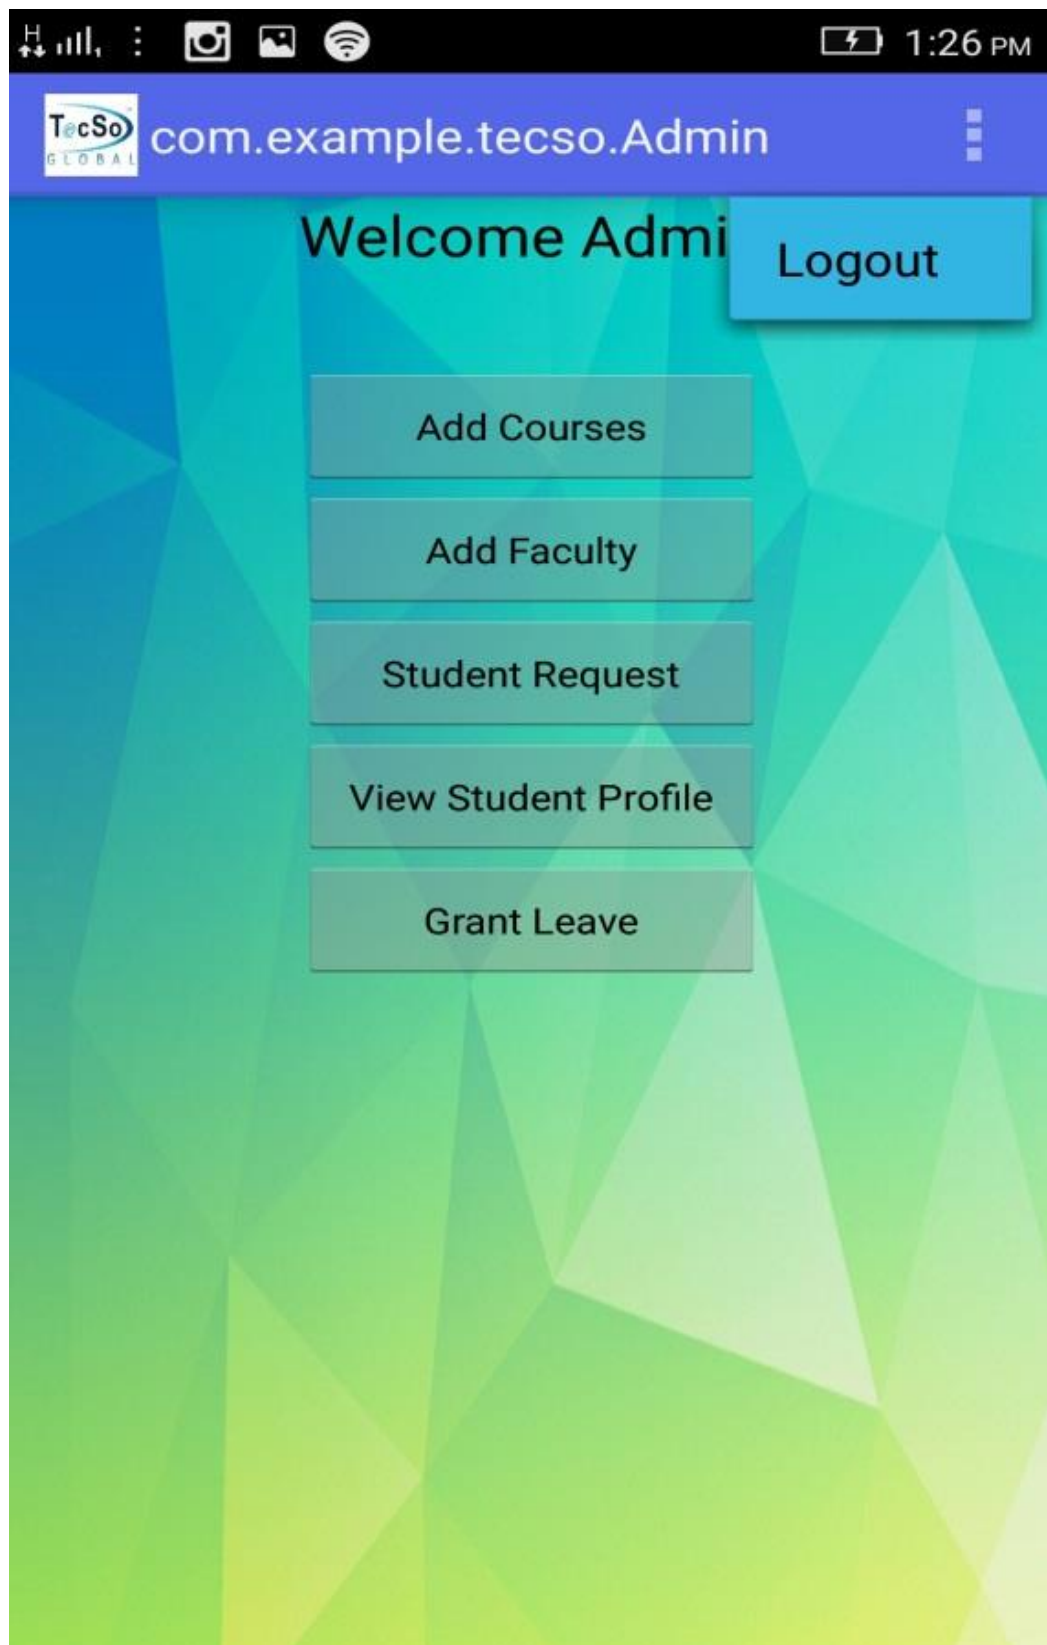 H
1:26 PM
TecSo
GLOBAL
com.example.tecso.Admin
Welcome Admi
Logout
Add Courses
Add Faculty
Student Request
View Student Profile
Grant Leave